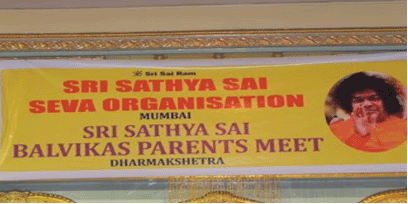 Sri Sai Ram
SRI SATHYA SAI
SEVA ORGANISATION
MUMBAI
SRI SATHYA SAI
BALVIKAS PARENTS MEET
DHARMAKSHETRA